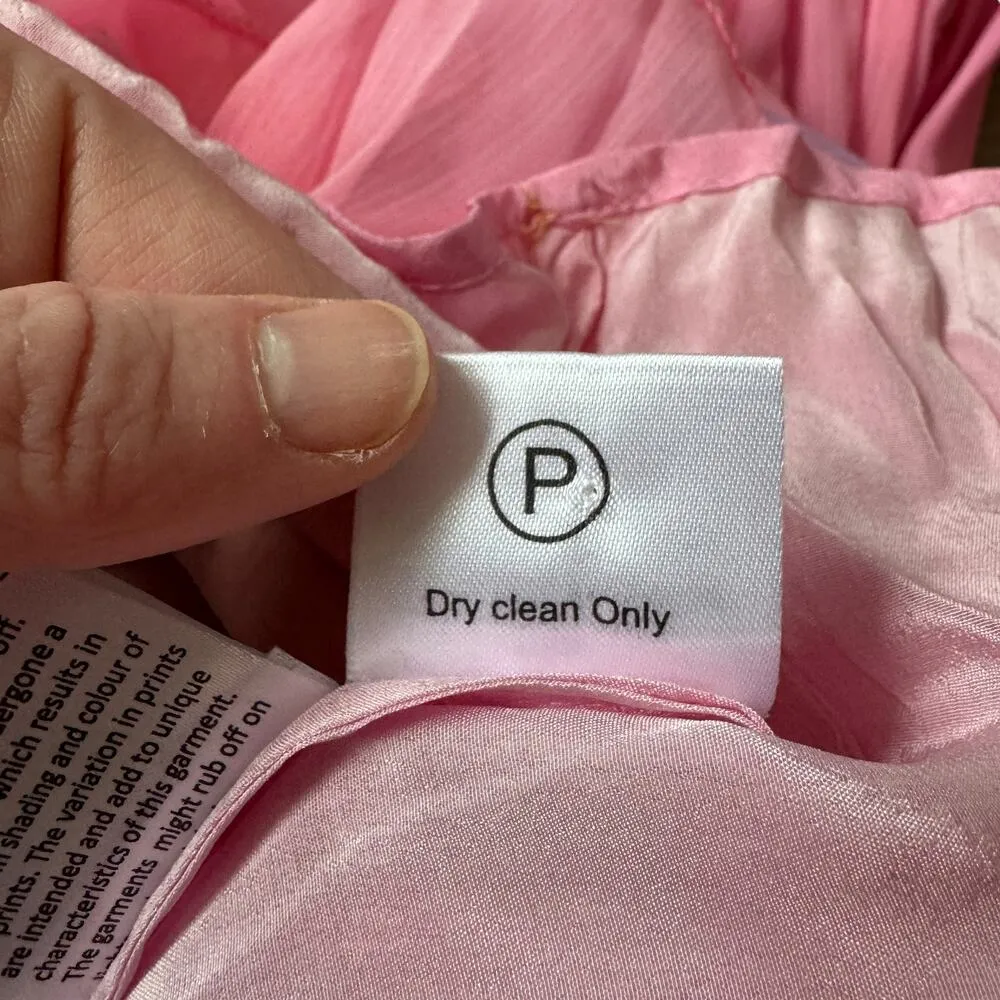 P
Dry clean Only
off.
which results in
shading and colour of
prints. The variation in prints
are intended and add to unique
characteristics of this garment.
The garments might rub off on